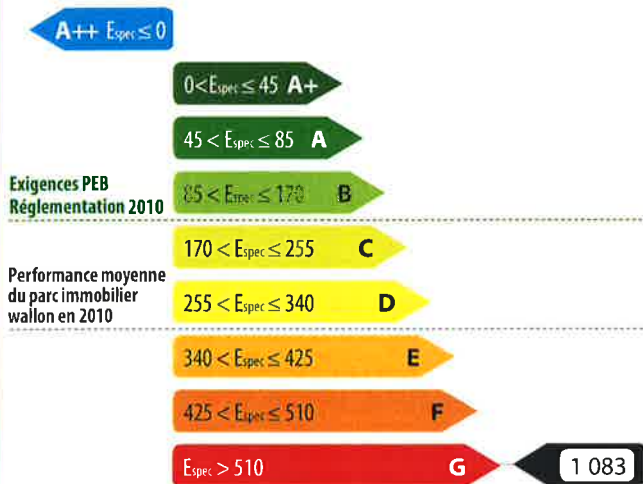 A++ Espec ≤ 0
0 < Espec ≤ 45 A+
45 < Espec ≤ 85 A
Exigences PEB
Réglementation 2010
85 < Espec ≤ 170 B
170 < Espec ≤ 255 C
Performance moyenne
du parc immobilier
wallon en 2010
255 < Espec ≤ 340 D
340 < Espec ≤ 425 E
425 < Espec ≤ 510 F
Espec > 510 G
1 083